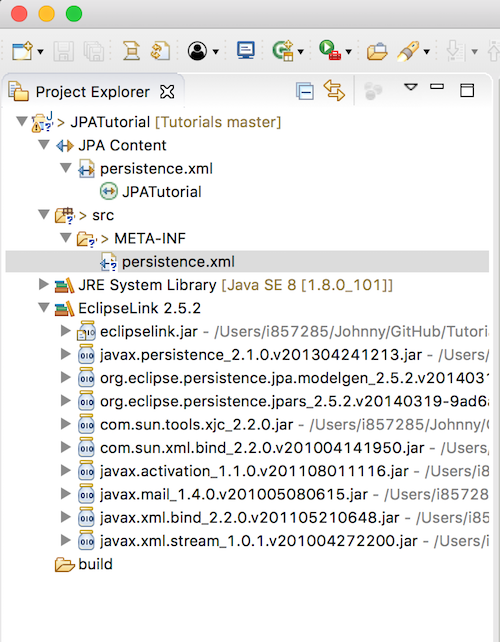 Project Explorer
> JPATutorial [Tutorials master]
JPA Content
persistence.xml
JPATutorial
> src
> META-INF
persistence.xml
JRE System Library [Java SE 8 [1.8.0_101]]
EclipseLink 2.5.2
eclipselink.jar - /Users/i857285/Johnny/GitHub/Tutori
javax.persistence_2.1.0.v201304241213.jar - /Users/
org.eclipse.persistence.jpa.modelgen_2.5.2.v201403
org.eclipse.persistence.jpars_2.5.2.v20140319-9ad6
com.sun.tools.xjc_2.2.0.jar - /Users/i857285/Johnny/
com.sun.xml.bind_2.2.0.v201004141950.jar - /Users/
javax.activation_1.1.0.v201108011116.jar - /Users/i8
javax.mail_1.4.0.v201005080615.jar - /Users/i85728
javax.xml.bind_2.2.0.v201105210648.jar - /Users/i85
javax.xml.stream_1.0.1.v201004272200.jar - /Users/i
build